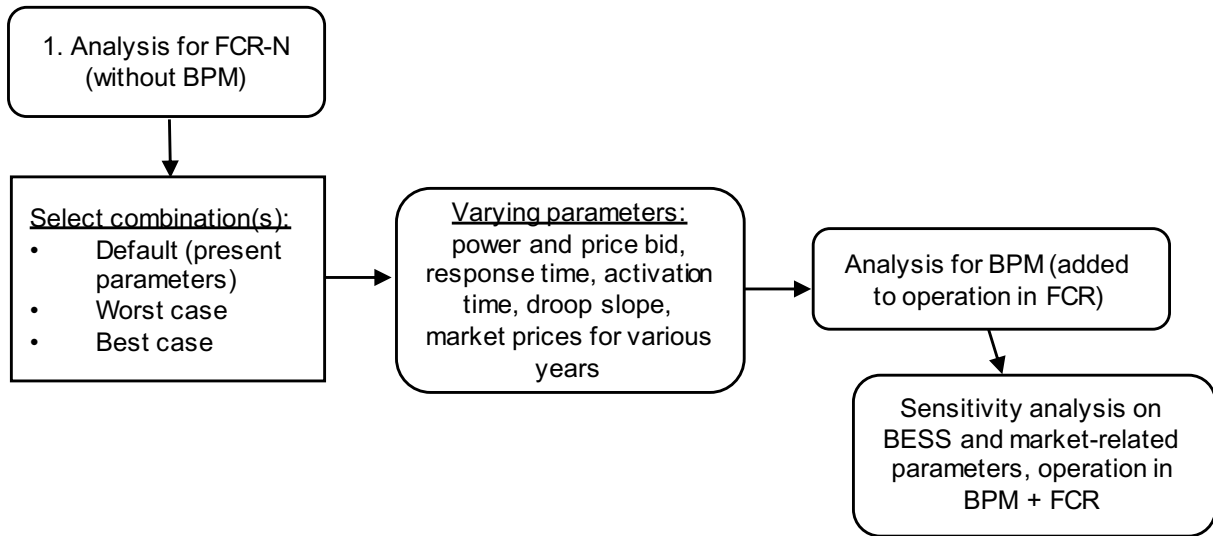 1. Analysis for FCR-N
(without BPM)
Select combination(s):
• Default (present
parameters)
• Worst case
• Best case
Varying parameters:
power and price bid,
response time, activation
time, droop slope,
market prices for various
years
Analysis for BPM (added
to operation in FCR)
Sensitivity analysis on
BESS and market-related
parameters, operation in
BPM + FCR